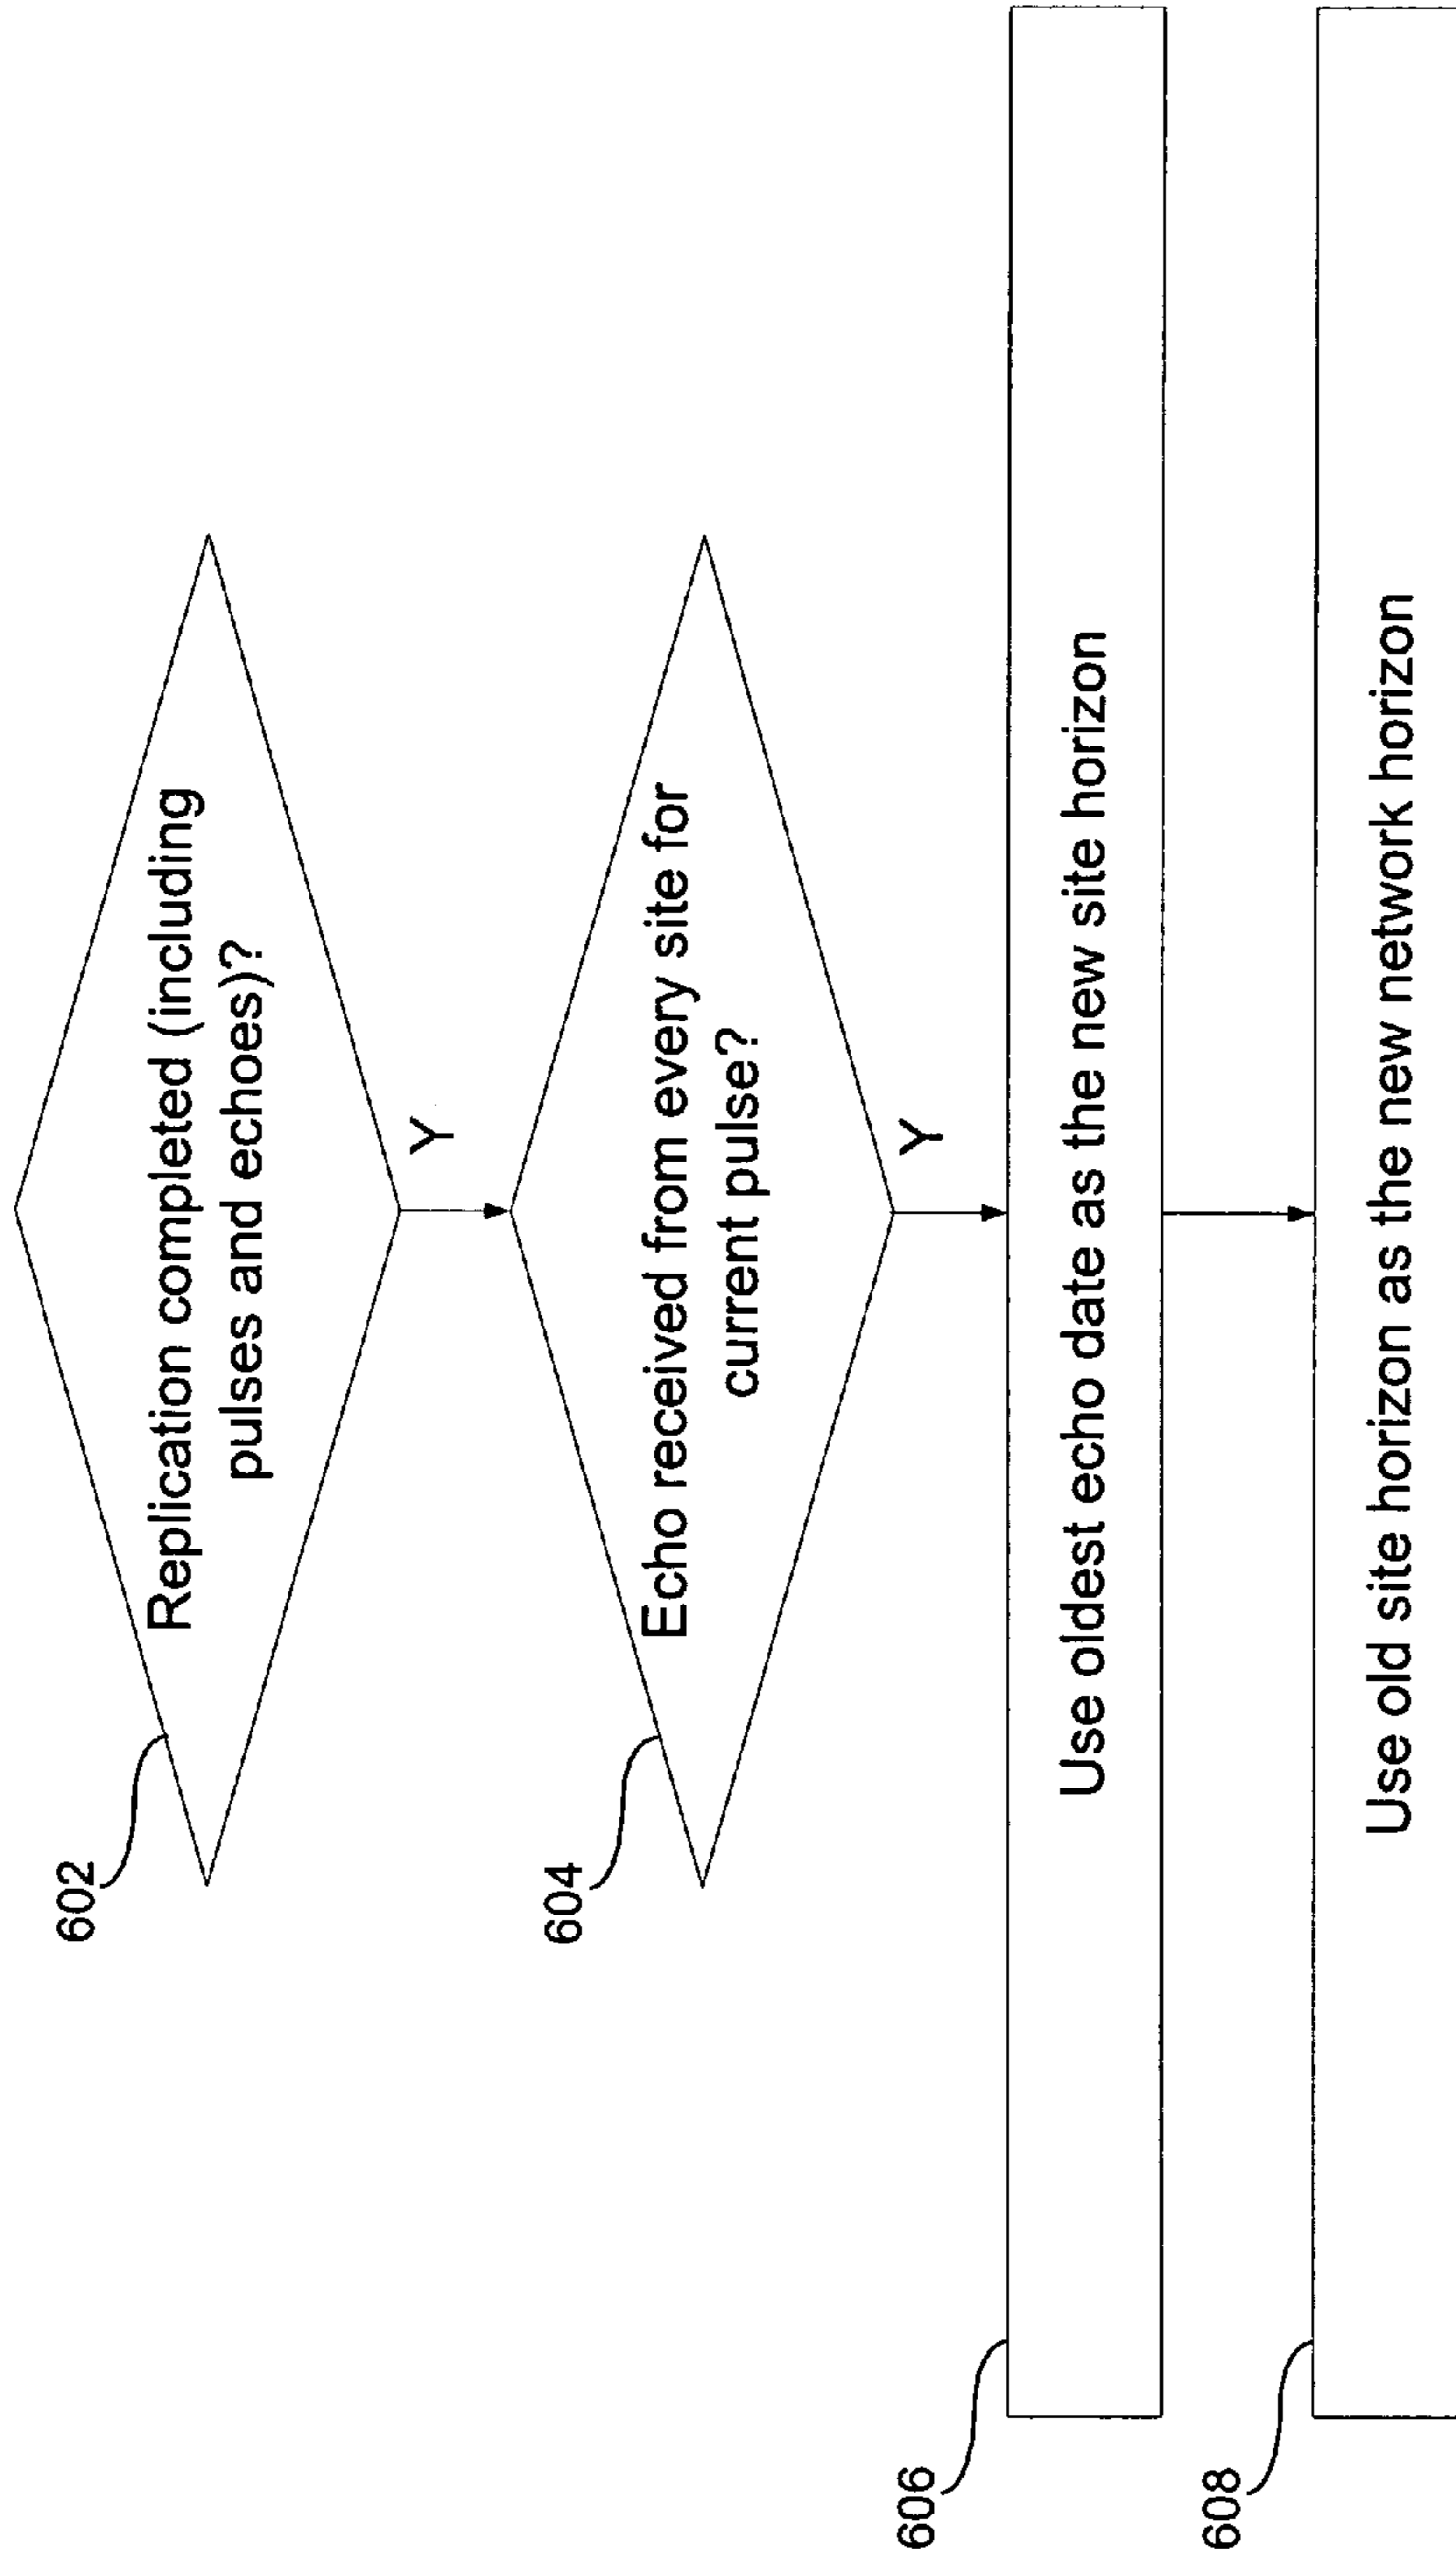 602
Replication completed (including
pulses and echoes)?
Y
604
Echo received from every site for
current pulse?
Y
606
Use oldest echo date as the new site horizon
608
Use old site horizon as the new network horizon